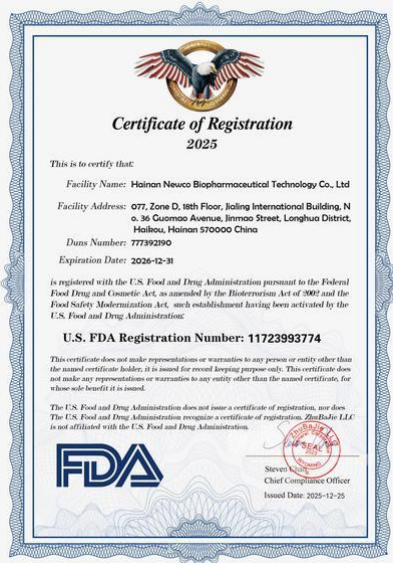 Certificate of Registration
2025
This is to certify that:
Facility Name: Hainan Newco Biopharmaceutical Technology Co., Ltd
Facility Address: 077, Zone D, 18th Floor, Jialing International Building, N
o. 36 Guomao Avenue, Jinmao Street, Longhua District,
Haikou, Hainan 570000 China
Duns Number: 777392190
Expiration Date: 2026-12-31
is registered with the U.S. Food and Drug Administration pursuant to the Federal
Food Drug and Cosmetic Act, as amended by the Bioterrorism Act of 2002 and the
Food Safety Modernization Act, such establishment having been activated by the
U.S. Food and Drug Administration:
U.S. FDA Registration Number: 11723993774
This certificate does not make representations or warranties to any person or entity other than
the named certificate holder, it is issued for record keeping purpose only. This certificate does
not make any representations or warranties to any entity other than the named certificate, for
whose sole benefit it is issued.
The U.S. Food and Drug Administration does not issue a certificate of registration, nor does
the U.S. Food and Drug Administration recognize a certificate of registration. ZhuBaJie LLC
is not affiliated with the U.S. Food and Drug Administration.
FDA
ZhuBaJie LLC
SEAL
Steven
Chief Compliance Officer
Issued Date: 2025-12-25